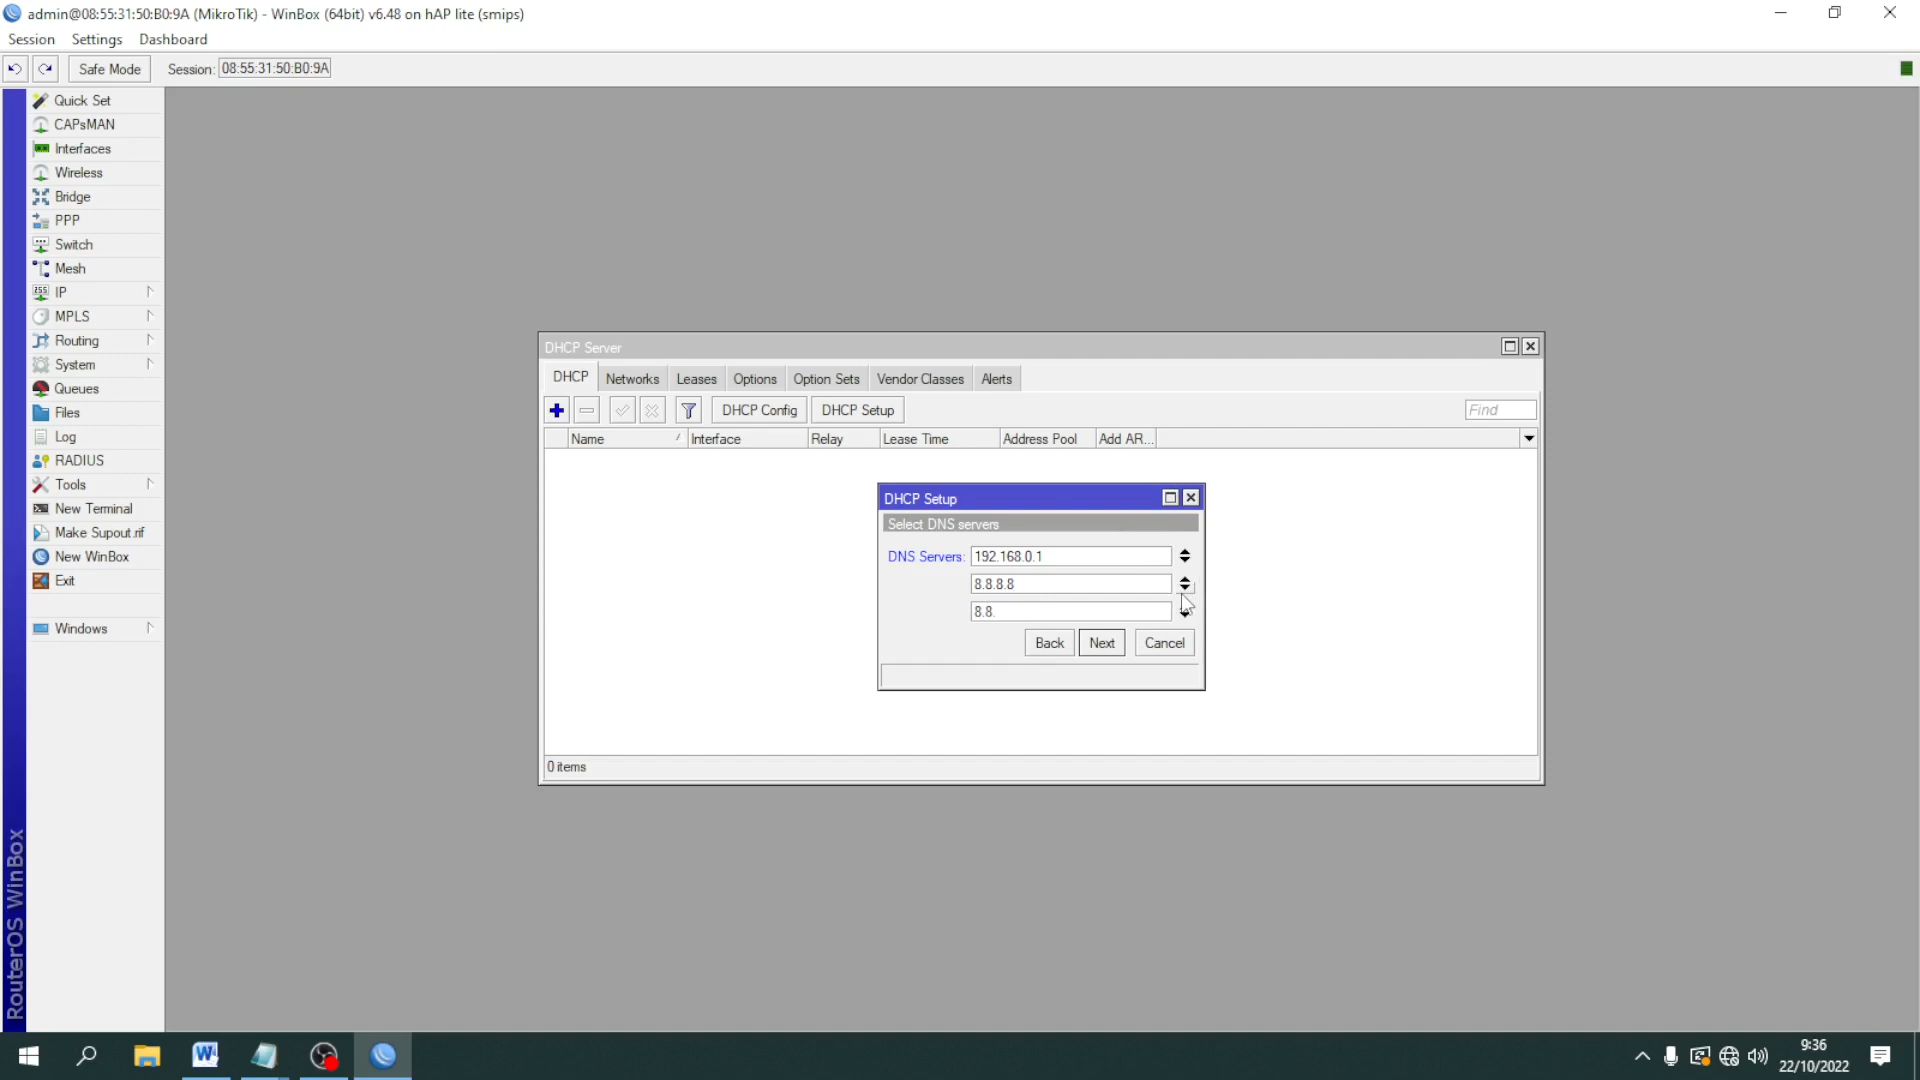 admin@08:55:31:50:B0:9A (MikroTik) - WinBox (64bit) v6.48 on hAP lite (smips)
Session Settings Dashboard
Safe Mode Session: 08:55:31:50:B0:9A
Quick Set
CAPsMAN
Interfaces
Wireless
Bridge
PPP
Switch
Mesh
255 IP
MPLS
Routing
System
Queues
Files
Log
RADIUS
Tools
New Terminal
Make Supout.rif
New WinBox
Exit
Windows
RouterOS WinBox
DHCP Server
DHCP Networks Leases Options Option Sets Vendor Classes Alerts
DHCP Config DHCP Setup Find
Name Interface Relay Lease Time Address Pool Add AR...
DHCP Setup
Select DNS servers
DNS Servers: 192.168.0.1
8.8.8.8
8.8.
Back Next Cancel
0 items
9:36
22/10/2022